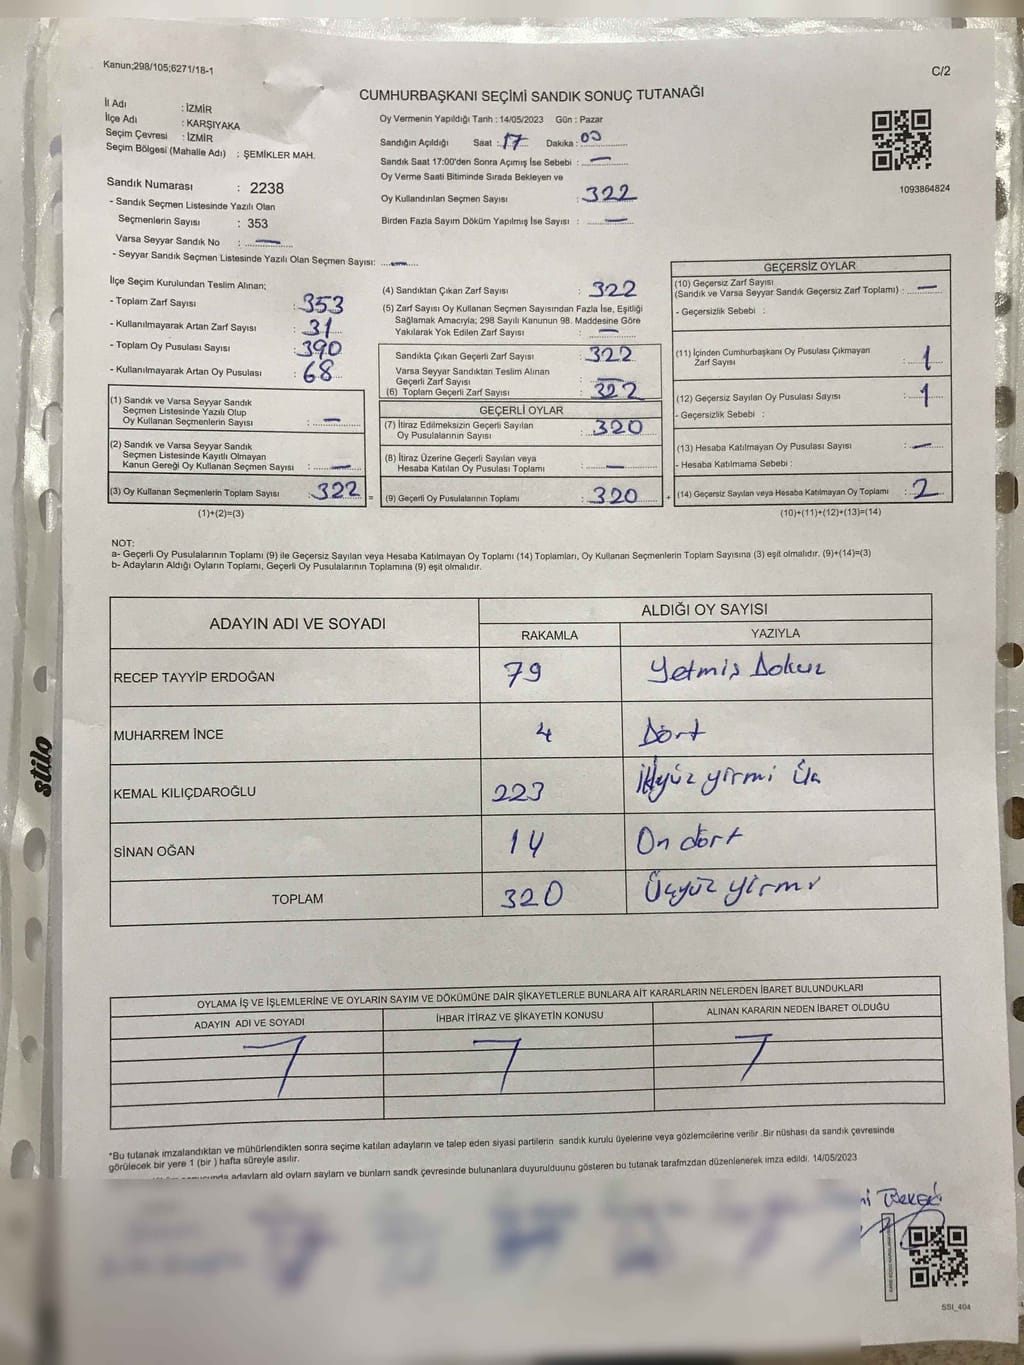 Kanun;298/105;6271/18-1
C/2
CUMHURBAŞKANI SEÇİMİ SANDIK SONUÇ TUTANAĞI
İl Adı : İZMİR
İlçe Adı : KARŞIYAKA
Seçim Çevresi : İZMİR
Seçim Bölgesi (Mahalle Adı) : ŞEMİKLER MAH.
Oy Vermenin Yapıldığı Tarih : 14/05/2023 Gün : Pazar
Sandığın Açıldığı Saat : 17 Dakika : 00
Sandık Saat 17:00'den Sonra Açımış İse Sebebi : —
Oy Verme Saati Bitiminde Sırada Bekleyen ve
Oy Kullandırılan Seçmen Sayısı : 322
Birden Fazla Sayım Döküm Yapılmış İse Sayısı : —
1093864824
Sandık Numarası : 2238
- Sandık Seçmen Listesinde Yazılı Olan
Seçmenlerin Sayısı : 353
Varsa Seyyar Sandık No : —
- Seyyar Sandık Seçmen Listesinde Yazılı Olan Seçmen Sayısı: —
İlçe Seçim Kurulundan Teslim Alınan;
- Toplam Zarf Sayısı : 353
- Kullanılmayarak Artan Zarf Sayısı : 31
- Toplam Oy Pusulası Sayısı : 390
- Kullanılmayarak Artan Oy Pusulası : 68
(1) Sandık ve Varsa Seyyar Sandık
Seçmen Listesinde Yazılı Olup
Oy Kullanan Seçmenlerin Sayısı : —
(2) Sandık ve Varsa Seyyar Sandık
Seçmen Listesinde Kayıtlı Olmayan
Kanun Gereği Oy Kullanan Seçmen Sayısı : —
(3) Oy Kullanan Seçmenlerin Toplam Sayısı : 322 =
(1)+(2)=(3)
(4) Sandıktan Çıkan Zarf Sayısı : 322
(5) Zarf Sayısı Oy Kullanan Seçmen Sayısından Fazla İse, Eşitliği
Sağlamak Amacıyla; 298 Sayılı Kanunun 98. Maddesine Göre
Yakılarak Yok Edilen Zarf Sayısı : —
Sandıkta Çıkan Geçerli Zarf Sayısı : 322
Varsa Seyyar Sandıktan Teslim Alınan
Geçerli Zarf Sayısı : —
(6) Toplam Geçerli Zarf Sayısı : 322
GEÇERLİ OYLAR
(7) İtiraz Edilmeksizin Geçerli Sayılan
Oy Pusulalarının Sayısı : 320
(8) İtiraz Üzerine Geçerli Sayılan veya
Hesaba Katılan Oy Pusulası Toplamı : —
(9) Geçerli Oy Pusulalarının Toplamı : 320 +
GEÇERSİZ OYLAR
(10) Geçersiz Zarf Sayısı
(Sandık ve Varsa Seyyar Sandık Geçersiz Zarf Toplamı) : —
- Geçersizlik Sebebi :
(11) İçinden Cumhurbaşkanı Oy Pusulası Çıkmayan
Zarf Sayısı : 1
(12) Geçersiz Sayılan Oy Pusulası Sayısı : 1
- Geçersizlik Sebebi :
(13) Hesaba Katılmayan Oy Pusulası Sayısı : —
- Hesaba Katılmama Sebebi :
(14) Geçersiz Sayılan veya Hesaba Katılmayan Oy Toplamı : 2
(10)+(11)+(12)+(13)=(14)
NOT:
a- Geçerli Oy Pusulalarının Toplamı (9) ile Geçersiz Sayılan veya Hesaba Katılmayan Oy Toplamı (14) Toplamları, Oy Kullanan Seçmenlerin Toplam Sayısına (3) eşit olmalıdır. (9)+(14)=(3)
b- Adayların Aldığı Oyların Toplamı, Geçerli Oy Pusulalarının Toplamına (9) eşit olmalıdır.
ADAYIN ADI VE SOYADI ALDIĞI OY SAYISI
RAKAMLA YAZIYLA
RECEP TAYYİP ERDOĞAN 79 Yetmiş Dokuz
MUHARREM İNCE 4 Dört
KEMAL KILIÇDAROĞLU 223 İkiyüz yirmi Üç
SİNAN OĞAN 14 On dört
TOPLAM 320 Üçyüz yirmi
OYLAMA İŞ VE İŞLEMLERİNE VE OYLARIN SAYIM VE DÖKÜMÜNE DAİR ŞİKAYETLERLE BUNLARA AİT KARARLARIN NELERDEN İBARET BULUNDUKLARI
ADAYIN ADI VE SOYADI İHBAR İTİRAZ VE ŞİKAYETİN KONUSU ALINAN KARARIN NEDEN İBARET OLDUĞU
*Bu tutanak imzalandıktan ve mühürlendikten sonra seçime katılan adayların ve talep eden siyasi partilerin sandık kurulu üyelerine veya gözlemcilerine verilir .Bir nüshası da sandık çevresinde
görülecek bir yere 1 (bir ) hafta süreyle asılır.
adayların ald oylarn saylarn ve bunlarn sandk çevresinde bulunanlara duyurulduunu gösteren bu tutanak tarafmzdan düzenlenerek imza edildi. 14/05/2023
SSI_404
stilo